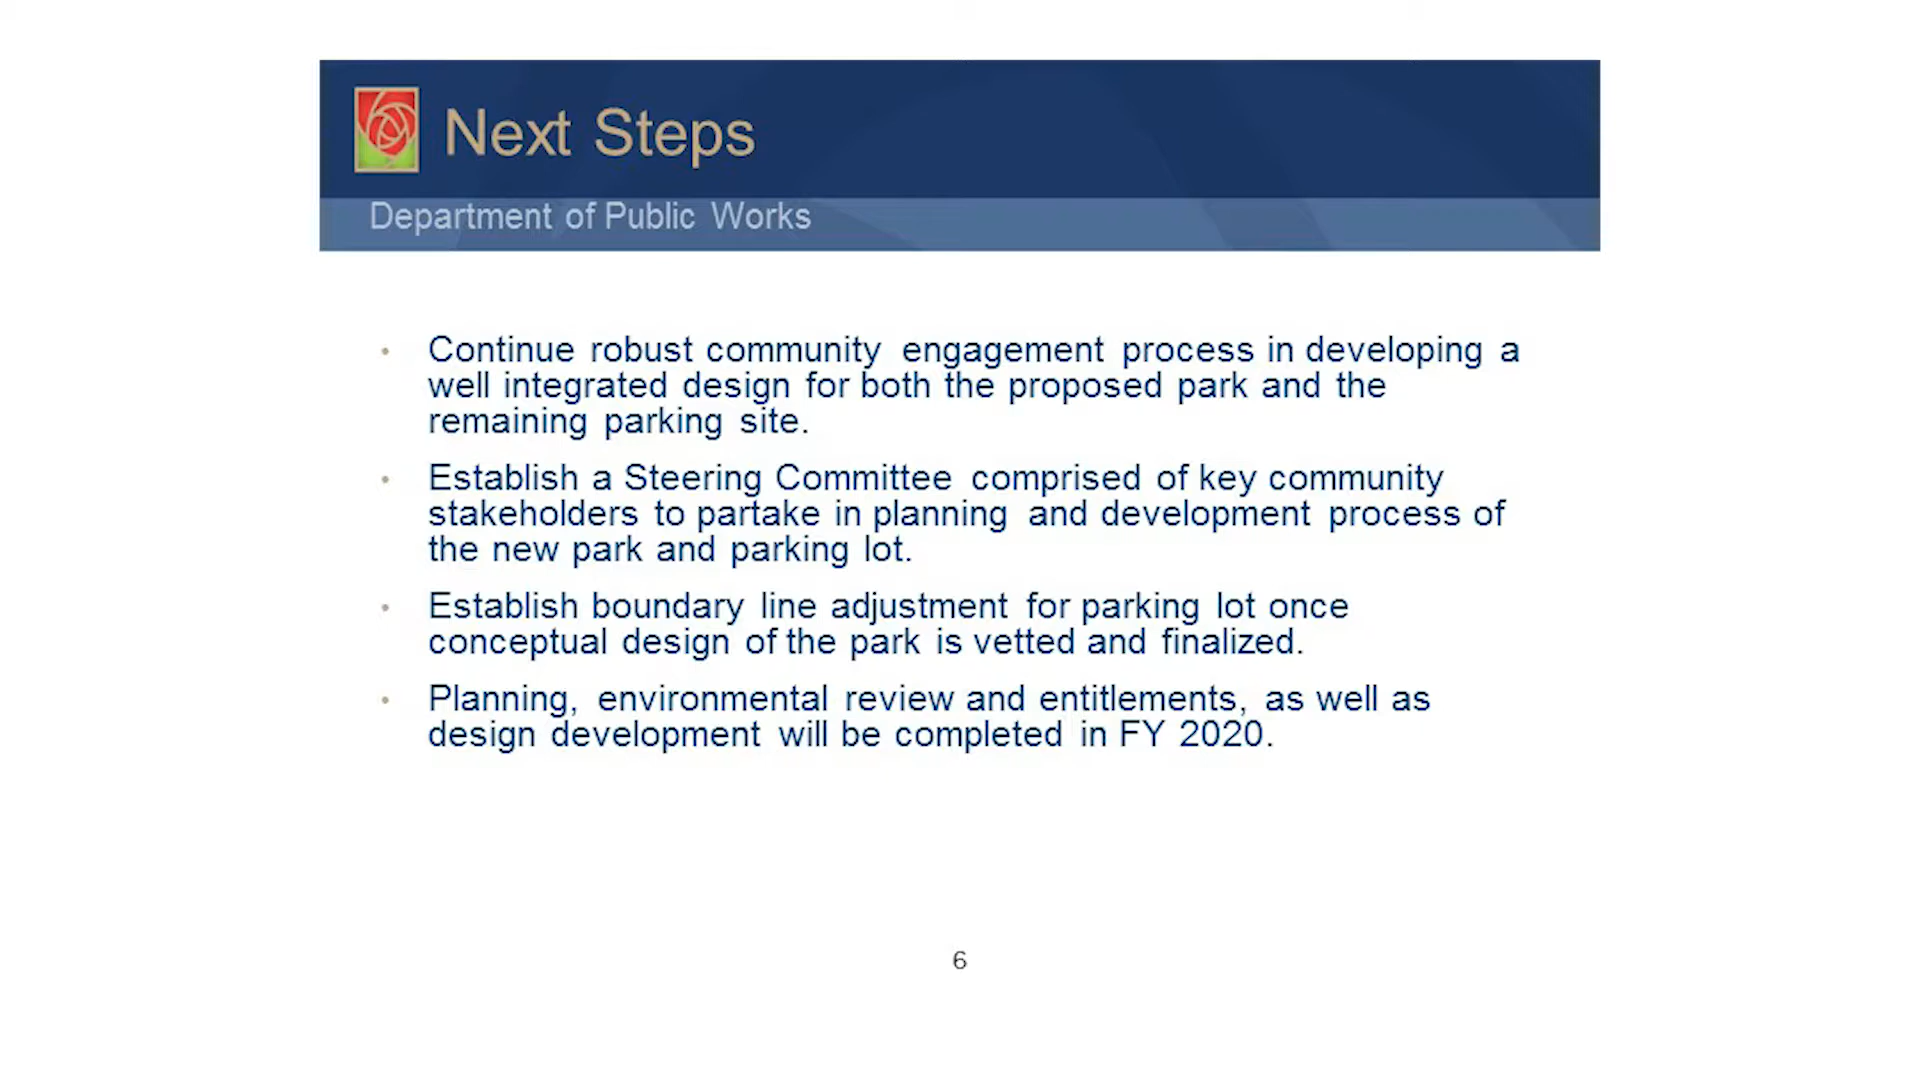 Next Steps
Department of Public Works
• Continue robust community engagement process in developing a
well integrated design for both the proposed park and the
remaining parking site.
• Establish a Steering Committee comprised of key community
stakeholders to partake in planning and development process of
the new park and parking lot.
• Establish boundary line adjustment for parking lot once
conceptual design of the park is vetted and finalized.
• Planning, environmental review and entitlements, as well as
design development will be completed in FY 2020.
6